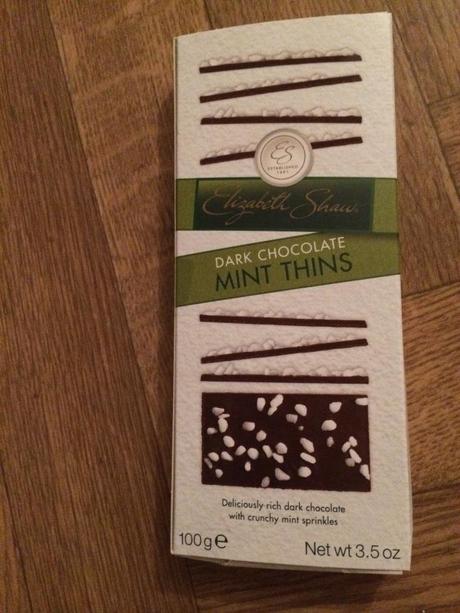 ES
ESTABLISHED
1881
Elizabeth Shaw
DARK CHOCOLATE
MINT THINS
Deliciously rich dark chocolate
with crunchy mint sprinkles
100g℮
Net wt 3.5 oz